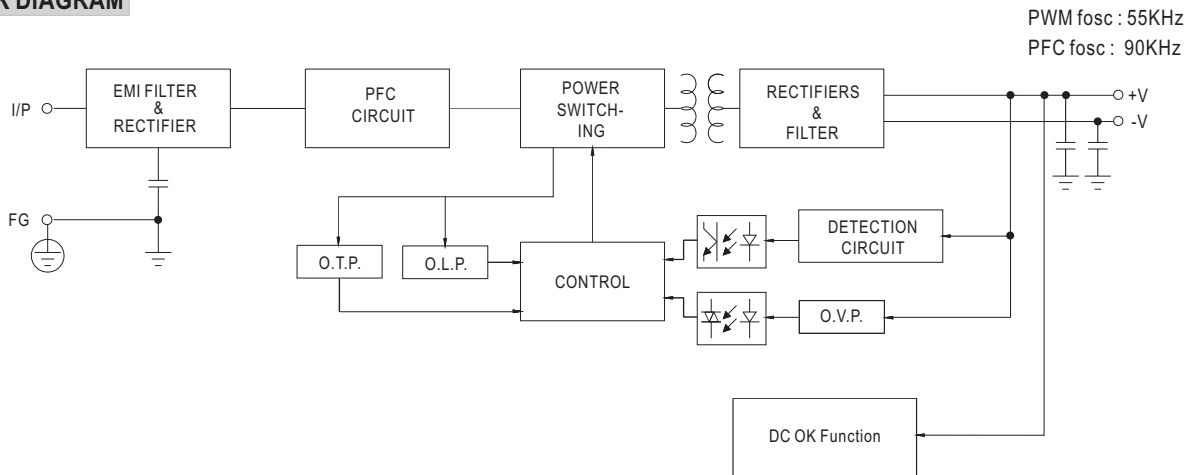 DIAGRAM
PWM fosc : 55KHz
PFC fosc : 90KHz
I/P
EMI FILTER
&
RECTIFIER
PFC
CIRCUIT
POWER
SWITCH-
ING
RECTIFIERS
&
FILTER
+V
-V
FG
O.T.P.
O.L.P.
CONTROL
DETECTION
CIRCUIT
O.V.P.
DC OK Function